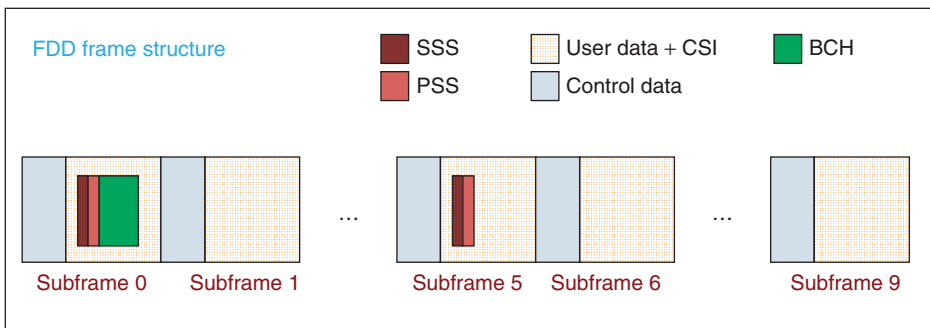 FDD frame structure
SSS
User data + CSI
BCH
PSS
Control data
...
...
Subframe 0
Subframe 1
Subframe 5
Subframe 6
Subframe 9